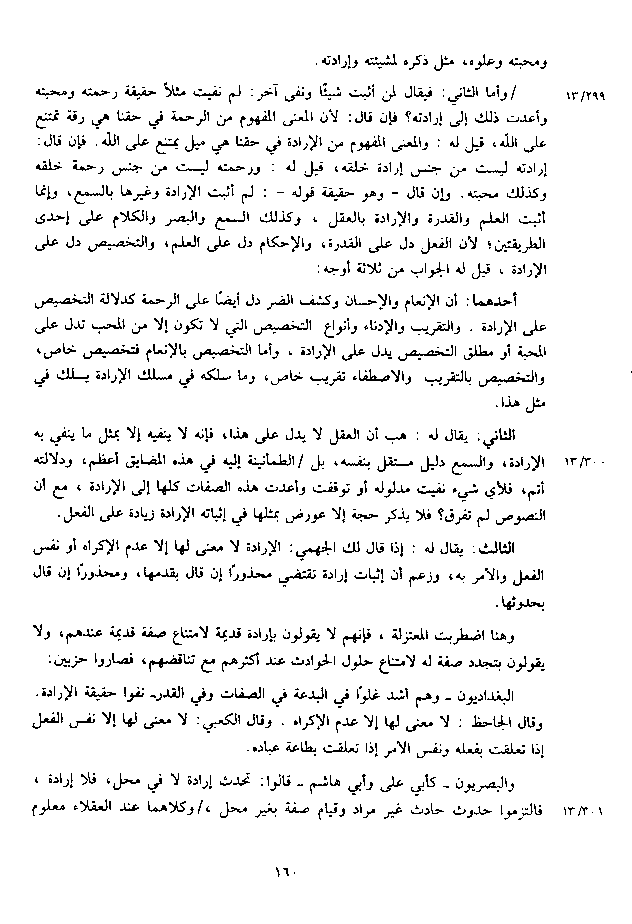 ومحبته وعلوه، مثل ذكره لمشيئته وإرادته.
١٣/٢٩٩ / وأما الثاني: فيقال لمن أثبت شيئًا ونفى آخر: لم نفيت مثلاً حقيقة رحمته ومحبته
وأعدت ذلك إلى إرادته؟ فإن قال: لأن المعنى المفهوم من الرحمة في حقنا هي رقة تمتنع
على الله، قيل له : والمعنى المفهوم من الإرادة في حقنا هي ميل يمتنع على الله. فإن قال:
إرادته ليست من جنس إرادة خلقه، قيل له : ورحمته ليست من جنس رحمة خلقه
وكذلك محبته. وإن قال - وهو حقيقة قوله - : لم أثبت الإرادة وغيرها بالسمع، وإنما
أثبت العلم والقدرة والإرادة بالعقل ، وكذلك السمع والبصر والكلام على إحدى
الطريقتين؛ لأن الفعل دل على القدرة، والإحكام دل على العلم، والتخصيص دل على
الإرادة ، قيل له الجواب من ثلاثة أوجه:
أحدهما: أن الإنعام والإحسان وكشف الضر دل أيضًا على الرحمة كدلالة التخصيص
على الإرادة . والتقريب والإدناء وأنواع التخصيص التي لا تكون إلا من المحب تدل على
المحبة أو مطلق التخصيص يدل على الإرادة ، وأما التخصيص بالإنعام فتخصيص خاص،
والتخصيص بالتقريب والاصطفاء تقريب خاص، وما سلكه في مسلك الإرادة يسلك في
مثل هذا.
الثاني: يقال له : هب أن العقل لا يدل على هذا، فإنه لا ينفيه إلا بمثل ما ينفي به
١٣/٣٠٠ الإرادة، والسمع دليل مستقل بنفسه، بل / الطمأنينة إليه في هذه المضايق أعظم، ودلالته
أتم، فلأي شيء نفيت مدلوله أو توقفت وأعدت هذه الصفات كلها إلى الإرادة ، مع أن
النصوص لم تفرق؟ فلا يذكر حجة إلا عورض بمثلها في إثباته الإرادة زيادة على الفعل.
الثالث: يقال له : إذا قال لك الجهمي: الإرادة لا معنى لها إلا عدم الإكراه أو نفس
الفعل والأمر به، وزعم أن إثبات إرادة تقتضي محذورًا إن قال بقدمها، ومحذورًا إن قال
بحدوثها.
وهنا اضطربت المعتزلة ، فإنهم لا يقولون بإرادة قديمة لامتناع صفة قديمة عندهم، ولا
يقولون بتجدد صفة له لامتناع حلول الحوادث عند أكثرهم مع تناقضهم، فصاروا حزبين:
البغداديون - وهم أشد غلوًا في البدعة في الصفات وفي القدر- نفوا حقيقة الإرادة.
وقال الجاحظ : لا معنى لها إلا عدم الإكراه . وقال الكعبي: لا معنى لها إلا نفس الفعل
إذا تعلقت بفعله ونفس الأمر إذا تعلقت بطاعة عباده.
والبصريون - كأبي على وأبي هاشم - قالوا: تحدث إرادة لا في محل، فلا إرادة ،
١٣/٣٠١ فالتزموا حدوث حادث غير مراد وقيام صفة بغير محل ، / وكلاهما عند العقلاء معلوم
١٦٠